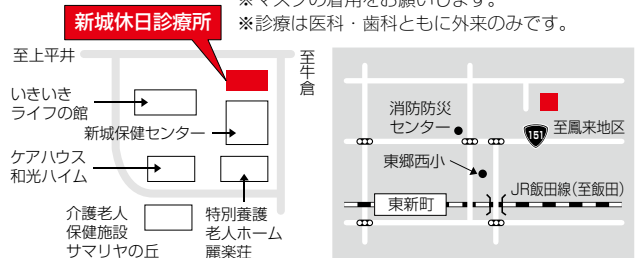 ※マスクの着用をお願いします。
※診療は医科・歯科ともに外来のみです。
新城休日診療所
至上平井
至牛倉
いきいき
ライフの館
新城保健センター
ケアハウス
和光ハイム
介護老人
保健施設
サマリヤの丘
特別養護
老人ホーム
麗楽荘
消防防災
センター
151
至鳳来地区
東郷西小
JR飯田線(至飯田)
東新町